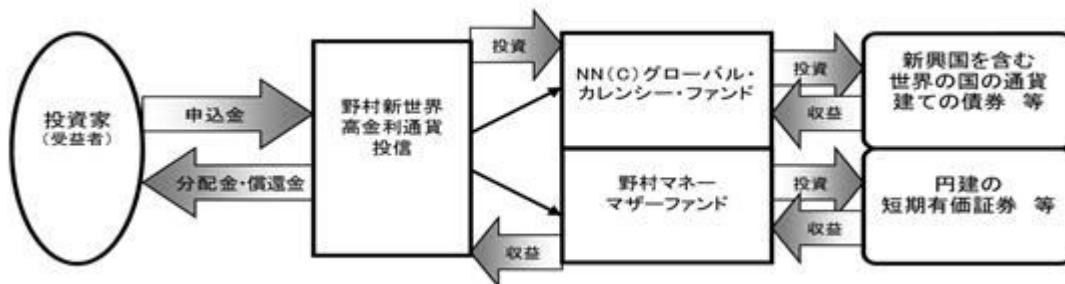 投資家
(受益者)
申込金
分配金・償還金
野村新世界
高金利通貨
投信
投資
収益
NN(C)グローバル・
カレンシー・ファンド
野村マネー
マザーファンド
投資
収益
投資
収益
新興国を含む
世界の国の通貨
建ての債券 等
円建の
短期有価証券 等